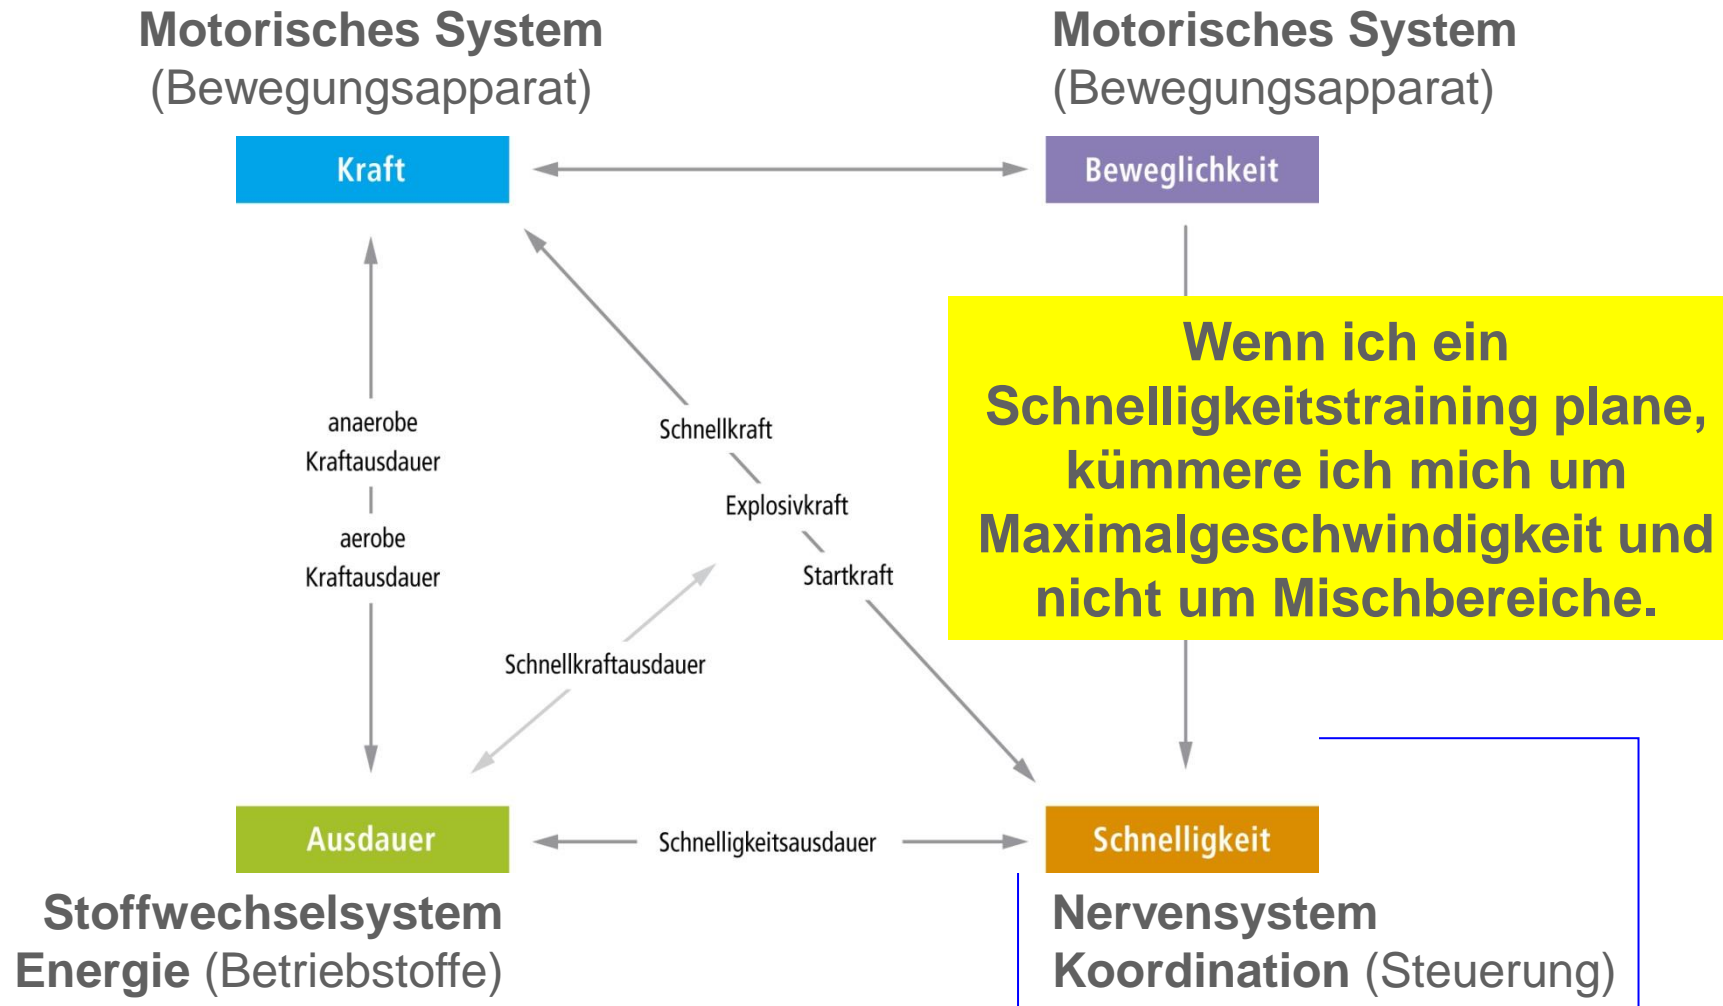 Motorisches System
(Bewegungsapparat)
Motorisches System
(Bewegungsapparat)
Kraft
Beweglichkeit
Wenn ich ein
Schnelligkeitstraining plane,
kümmere ich mich um
Maximalgeschwindigkeit und
nicht um Mischbereiche.
anaerobe
Kraftausdauer
aerobe
Kraftausdauer
Schnellkraft
Explosivkraft
Startkraft
Schnellkraftausdauer
Ausdauer
Schnelligkeitsausdauer
Schnelligkeit
Stoffwechselsystem
Energie (Betriebstoffe)
Nervensystem
Koordination (Steuerung)